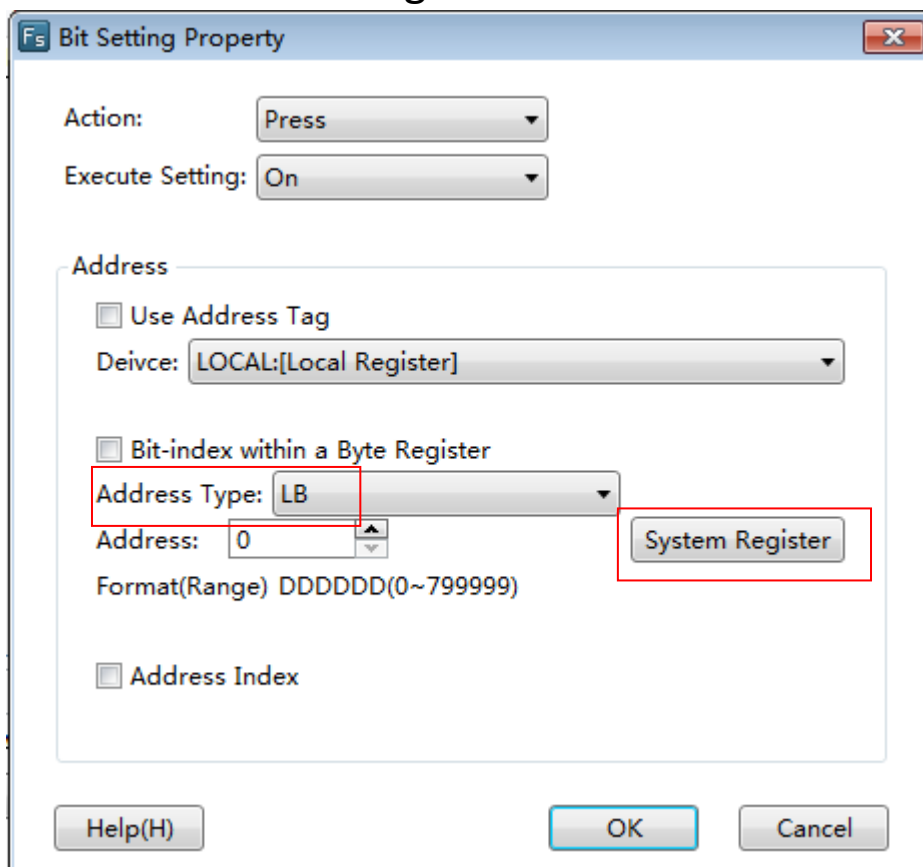 Fs Bit Setting Property
Action: Press
Execute Setting: On
Address
Use Address Tag
Deivce: LOCAL:[Local Register]
Bit-index within a Byte Register
Address Type: LB
Address: 0 System Register
Format(Range) DDDDDD(0~799999)
Address Index
Help(H) OK Cancel